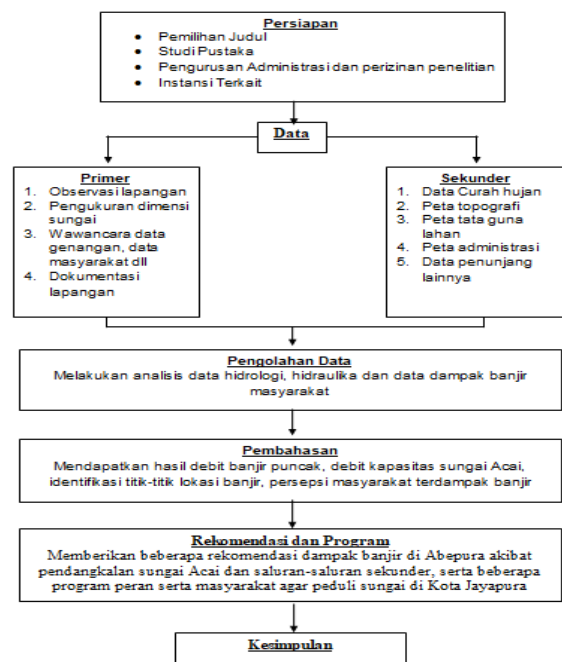 Persiapan
• Pemilihan Judul
• Studi Pustaka
• Pengurusan Administrasi dan perizinan penelitian
• Instansi Terkait
Data
Primer
1. Observasi lapangan
2. Pengukuran dimensi
sungai
3. Wawancara data
genangan, data
masyarakat dll
4. Dokumentasi
lapangan
Sekunder
1. Data Curah hujan
2. Peta topografi
3. Peta tata guna
lahan
4. Peta administrasi
5. Data penunjang
lainnya
Pengolahan Data
Melakukan analisis data hidrologi, hidraulika dan data dampak banjir
masyarakat
Pembahasan
Mendapatkan hasil debit banjir puncak, debit kapasitas sungai Acai,
identifikasi titik-titik lokasi banjir, persepsi masyarakat terdampak banjir
Rekomendasi dan Program
Memberikan beberapa rekomendasi dampak banjir di Abepura akibat
pendangkalan sungai Acai dan saluran-saluran sekunder, serta beberapa
program peran serta masyarakat agar peduli sungai di Kota Jayapura
Kesimpulan